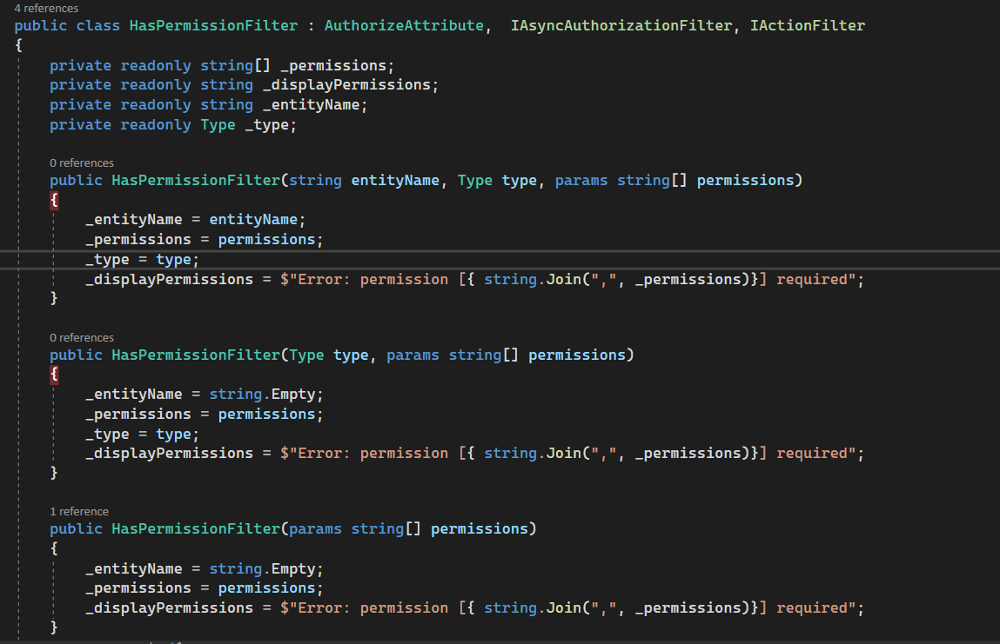 4 references
public class HasPermissionFilter : AuthorizeAttribute,  IAsyncAuthorizationFilter, IActionFilter
{
    private readonly string[] _permissions;
    private readonly string _displayPermissions;
    private readonly string _entityName;
    private readonly Type _type;
    0 references
    public HasPermissionFilter(string entityName, Type type, params string[] permissions)
    {
        _entityName = entityName;
        _permissions = permissions;
        _type = type;
        _displayPermissions = $"Error: permission [{ string.Join(",", _permissions)}] required";
    }
    0 references
    public HasPermissionFilter(Type type, params string[] permissions)
    {
        _entityName = string.Empty;
        _permissions = permissions;
        _type = type;
        _displayPermissions = $"Error: permission [{ string.Join(",", _permissions)}] required";
    }
    1 reference
    public HasPermissionFilter(params string[] permissions)
    {
        _entityName = string.Empty;
        _permissions = permissions;
        _displayPermissions = $"Error: permission [{ string.Join(",", _permissions)}] required";
    }